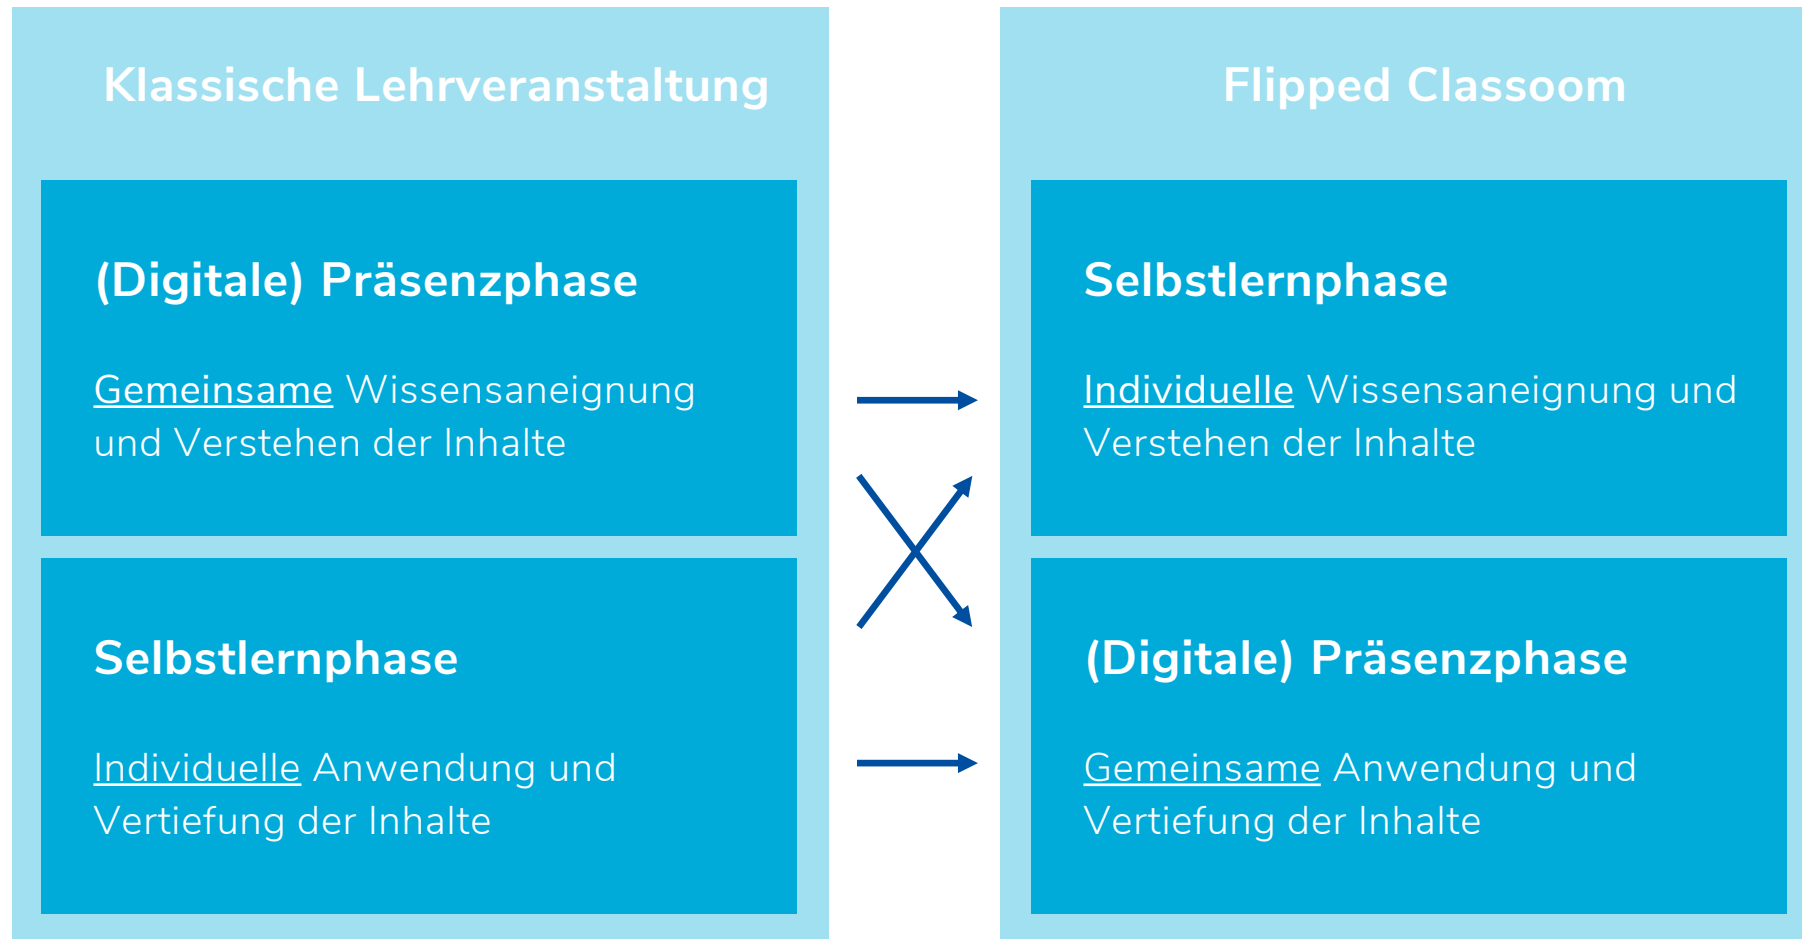 Klassische Lehrveranstaltung
(Digitale) Präsenzphase
Gemeinsame Wissensaneignung
und Verstehen der Inhalte
Selbstlernphase
Individuelle Anwendung und
Vertiefung der Inhalte
Flipped Classoom
Selbstlernphase
Individuelle Wissensaneignung und
Verstehen der Inhalte
(Digitale) Präsenzphase
Gemeinsame Anwendung und
Vertiefung der Inhalte